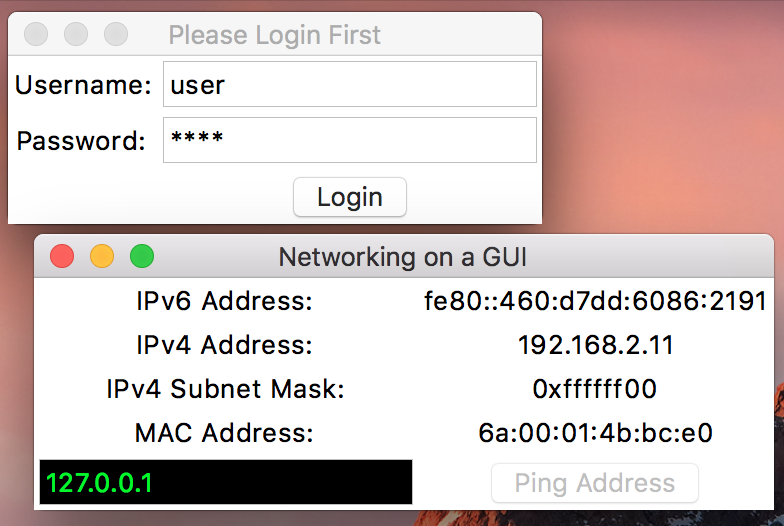 Please Login First
Username: user
Password: ****
Login
Networking on a GUI
IPv6 Address: fe80::460:d7dd:6086:2191
IPv4 Address: 192.168.2.11
IPv4 Subnet Mask: 0xffffff00
MAC Address: 6a:00:01:4b:bc:e0
127.0.0.1 Ping Address